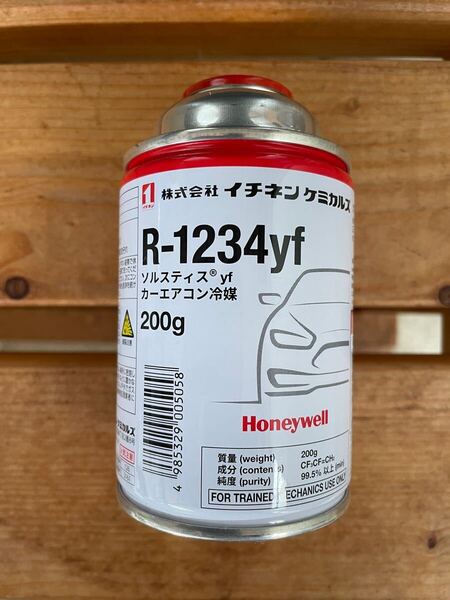 株式会社 イチネン ケミカルズ
R-1234yf
ソルスティス® yf
カーエアコン冷媒
200g
4 985329 005058
Honeywell
質量 (weight) 200g
成分 (contents) CF₃CF=CH₂
純度 (purity) 99.5% 以上 (min)
FOR TRAINED MECHANICS USE ONLY